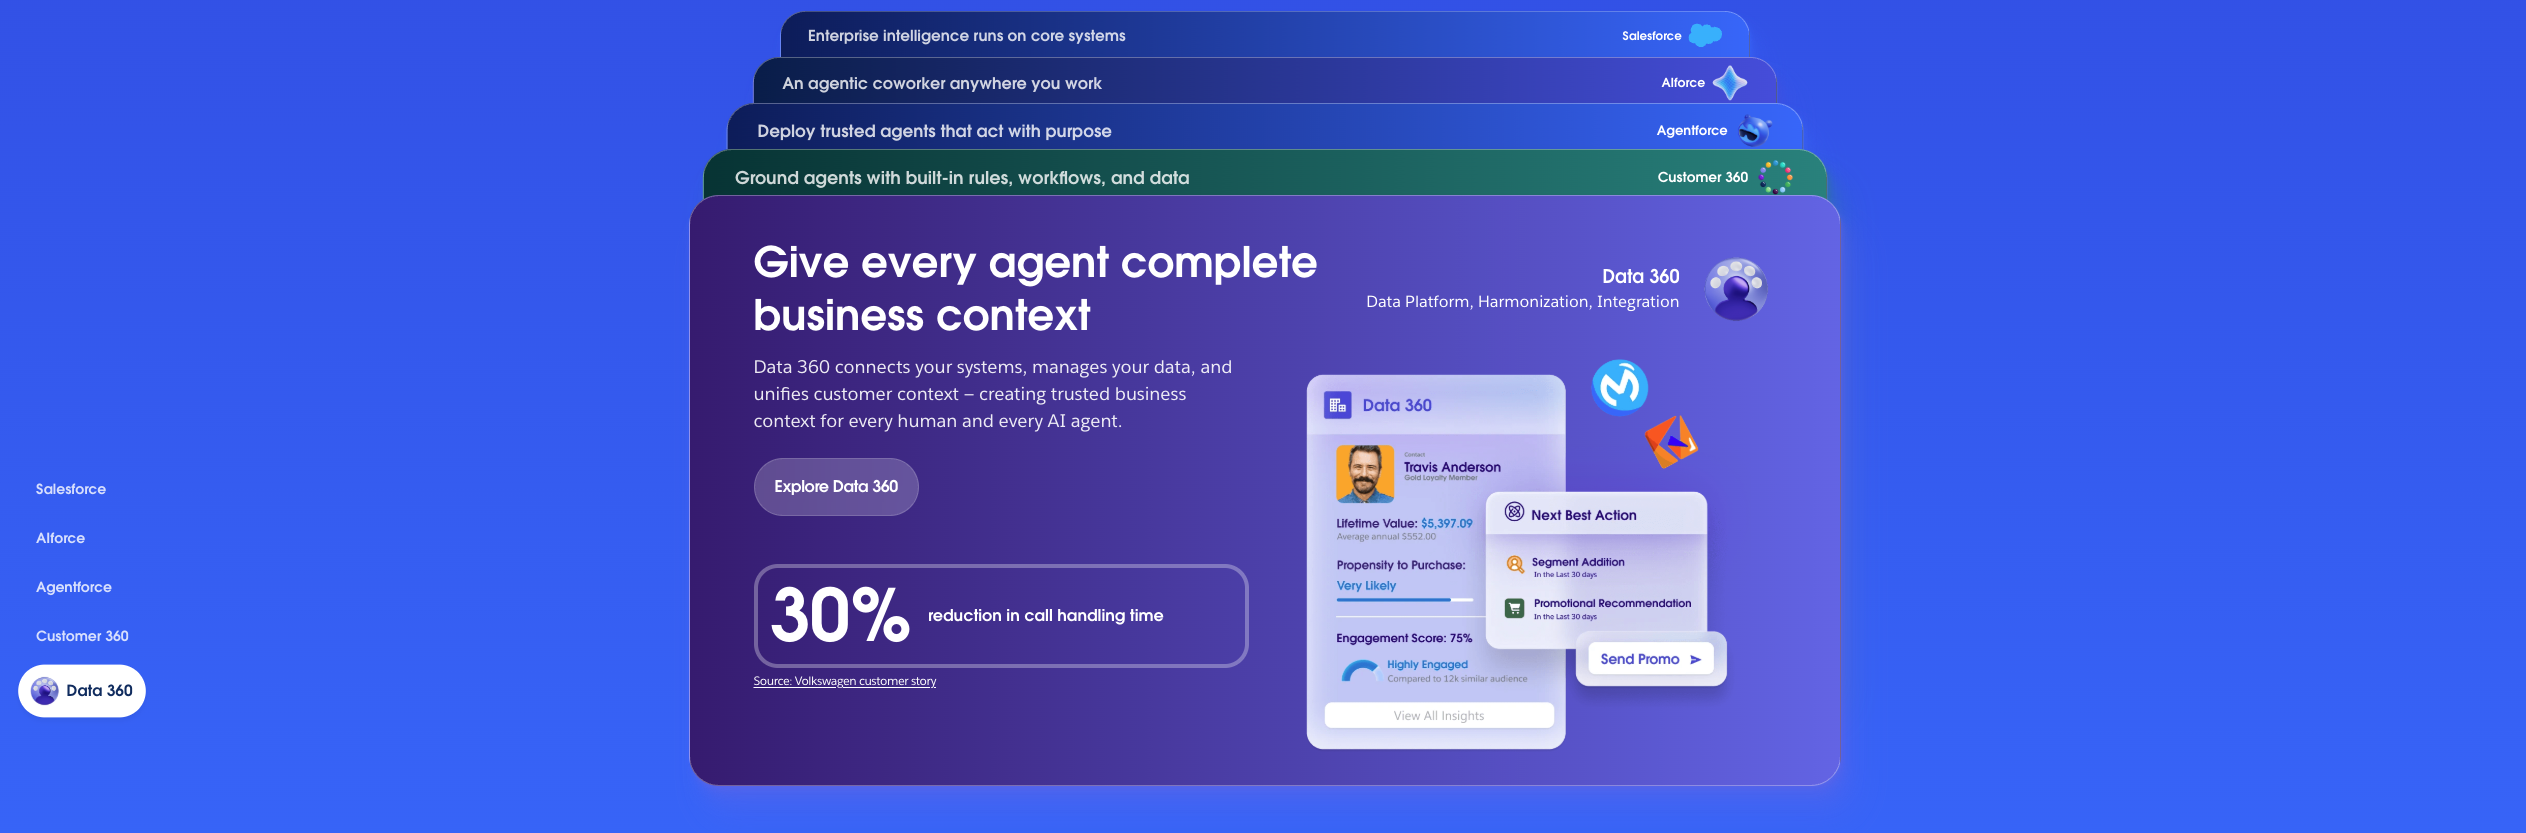 Enterprise intelligence runs on core systems
Salesforce
An agentic coworker anywhere you work
AIforce
Deploy trusted agents that act with purpose
Agentforce
Ground agents with built-in rules, workflows, and data
Customer 360
Give every agent complete
business context
Data 360
Data Platform, Harmonization, Integration
Data 360 connects your systems, manages your data, and
unifies customer context – creating trusted business
context for every human and every AI agent.
Explore Data 360
30% reduction in call handling time
Source: Volkswagen customer story
Data 360
Contact
Travis Anderson
Gold Loyalty Member
Lifetime Value: $5,397.09
Average annual $552.00
Propensity to Purchase:
Very Likely
Engagement Score: 75%
Highly Engaged
Compared to 12k similar audience
View All Insights
Next Best Action
Segment Addition
In the Last 30 days
Promotional Recommendation
In the Last 30 days
Send Promo
Salesforce
AIforce
Agentforce
Customer 360
Data 360